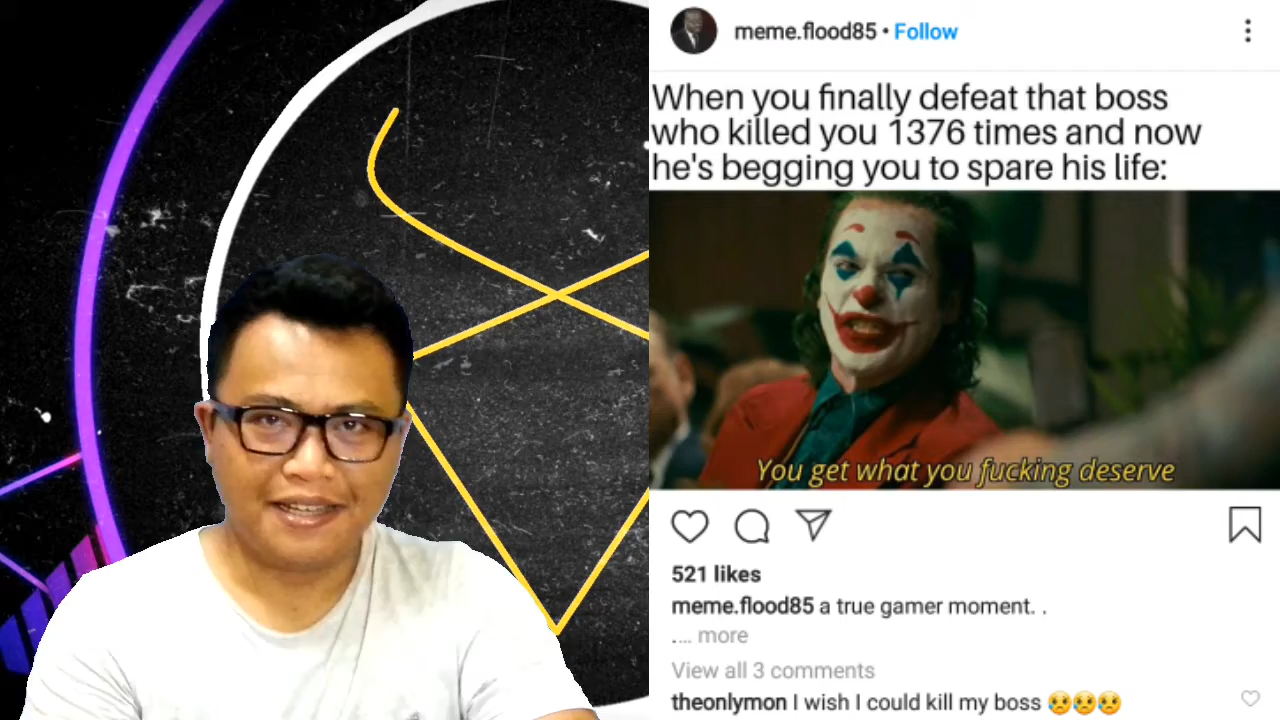 meme.flood85 • Follow
When you finally defeat that boss
who killed you 1376 times and now
he's begging you to spare his life:
You get what you fucking deserve
521 likes
meme.flood85 a true gamer moment. .
.... more
View all 3 comments
theonlymon I wish I could kill my boss 😥😥😥